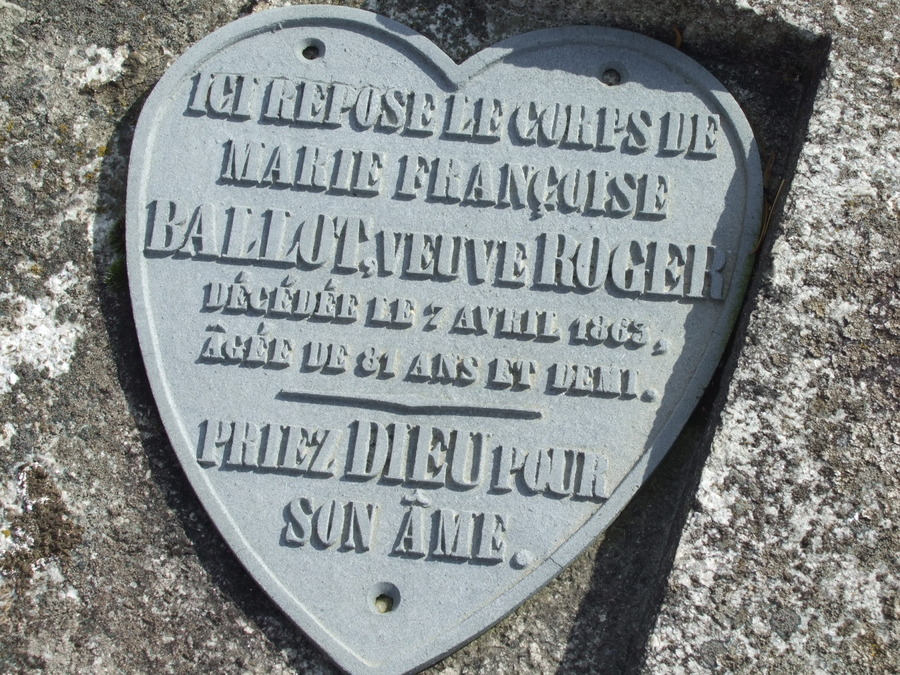 ICI REPOSE LE CORPS DE
MARIE FRANÇOISE
BALLOT, VEUVE ROGER
DÉCÉDÉE LE 7 AVRIL 1863,
ÂGÉE DE 81 ANS ET DEMI.
PRIEZ DIEU POUR
SON ÂME.